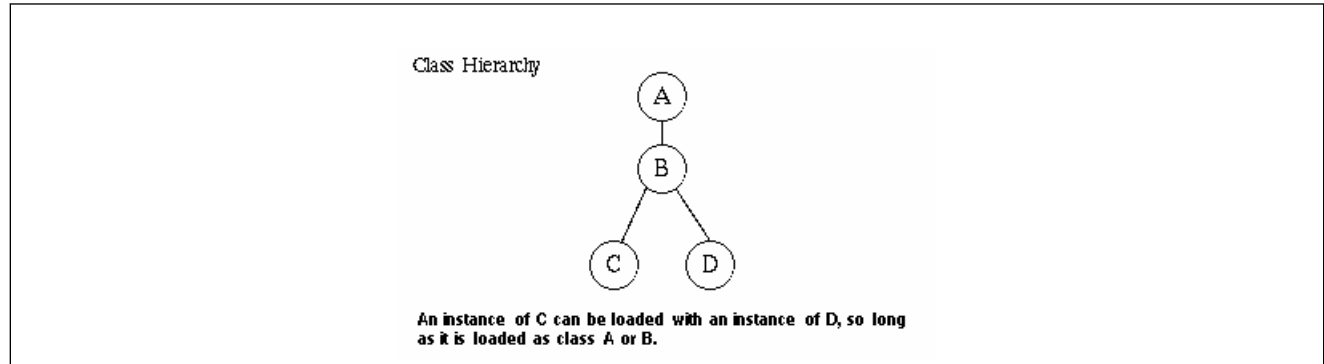 Class Hierarchy
A
B
C
D
An instance of C can be loaded with an instance of D, so long
as it is loaded as class A or B.